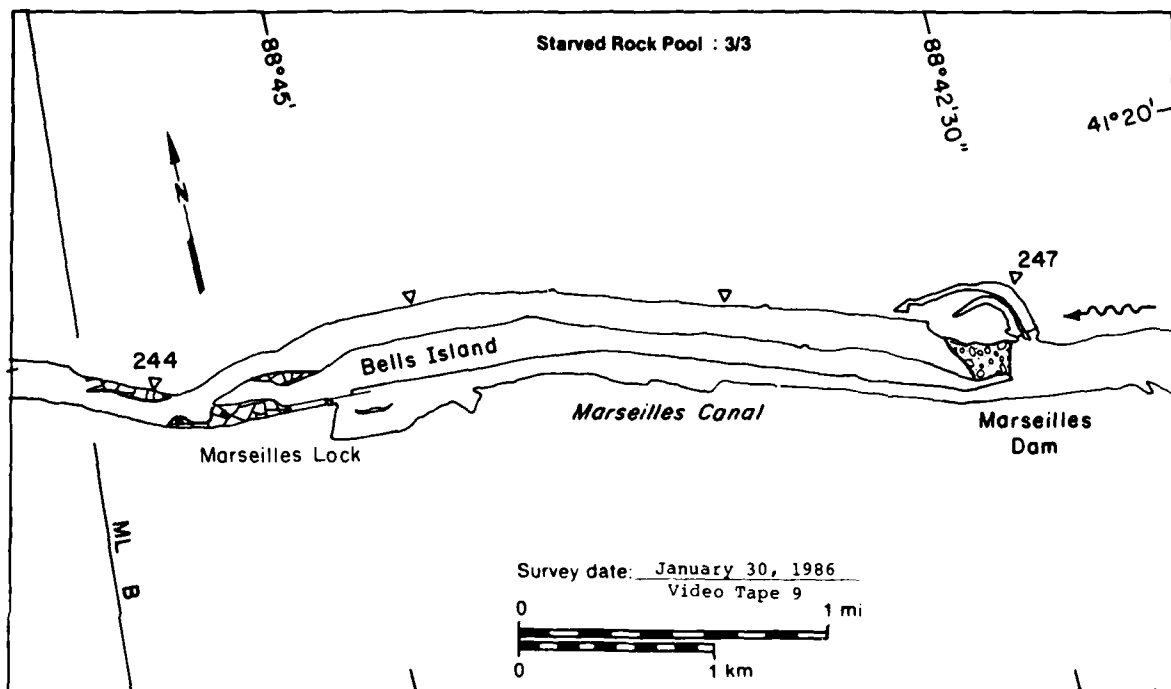 Starved Rock Pool : 3/3
88°45'
88°42'30"
41°20'
N
247
244
Bells Island
Marseilles Canal
Marseilles
Dam
Marseilles Lock
ML B
Survey date: January 30, 1986
Video Tape 9
0 1 mi
0 1 km